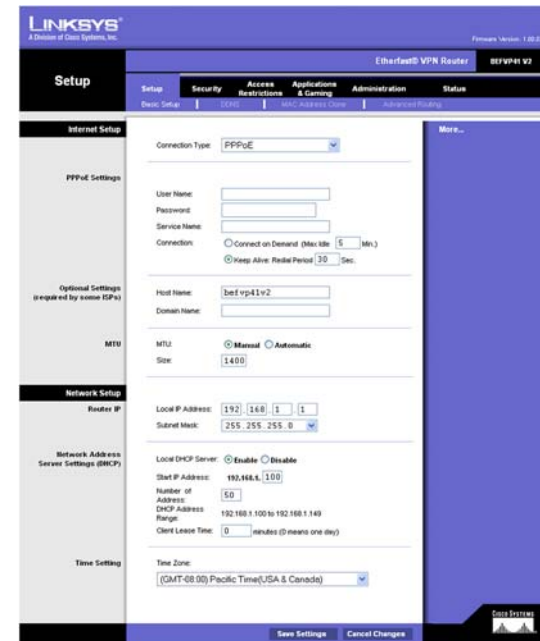 LINKSYS®
A Division of Cisco Systems, Inc.
Etherfast® VPN Router
BEFVP41 V2
Setup
Setup
Security
Access Restrictions
Applications & Gaming
Administration
Status
Basic Setup
DDNS
MAC Address Clone
Advanced Routing
Internet Setup
More...
Connection Type: PPPoE
PPPoE Settings
User Name:
Password:
Service Name:
Connection: Connect on Demand (Max Idle 5 Min.)
Keep Alive: Redial Period 30 Sec.
Optional Settings
(required by some ISPs)
Host Name: befvp41v2
Domain Name:
MTU
MTU: Manual Automatic
Size: 1400
Network Setup
Router IP
Local IP Address: 192 . 168 . 1 . 1
Subnet Mask: 255.255.255.0
Network Address
Server Settings (DHCP)
Local DHCP Server: Enable Disable
Start IP Address: 192.168.1. 100
Number of
Address: 50
DHCP Address
Range: 192.168.1.100 to 192.168.1.149
Client Lease Time: 0 minutes (0 means one day)
Time Setting
Time Zone:
(GMT-08:00) Pacific Time(USA & Canada)
Save Settings
Cancel Changes
CISCO SYSTEMS